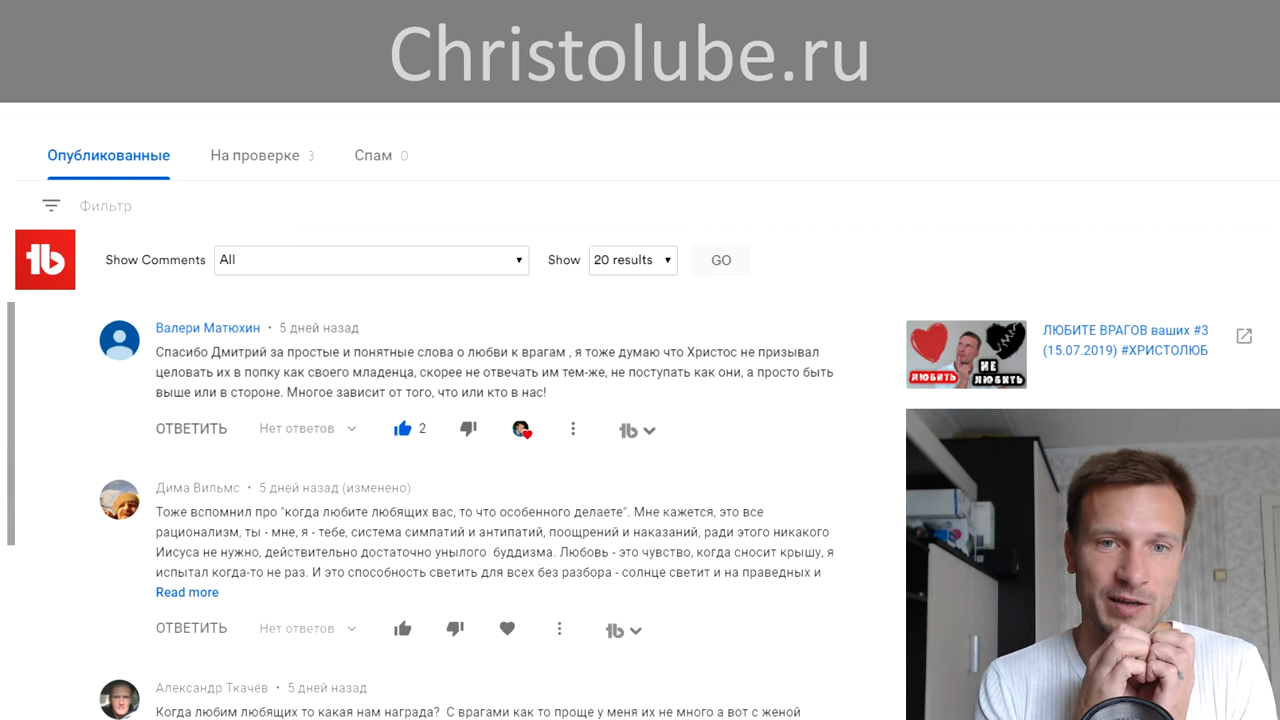 Christolube.ru
Опубликованные
На проверке 3
Спам 0
Фильтр
Show Comments All Show 20 results GO
Валери Матюхин • 5 дней назад
Спасибо Дмитрий за простые и понятные слова о любви к врагам , я тоже думаю что Христос не призывал
целовать их в попку как своего младенца, скорее не отвечать им тем-же, не поступать как они, а просто быть
выше или в стороне. Многое зависит от того, что или кто в нас!
ОТВЕТИТЬ Нет ответов 2
ЛЮБИТЕ ВРАГОВ ваших #3
(15.07.2019) #ХРИСТОЛЮБ
ЛЮБИТЬ
НЕ
ЛЮБИТЬ
Дима Вильмс • 5 дней назад (изменено)
Тоже вспомнил про "когда любите любящих вас, то что особенного делаете". Мне кажется, это все
рационализм, ты - мне, я - тебе, система симпатий и антипатий, поощрений и наказаний, ради этого никакого
Иисуса не нужно, действительно достаточно унылого буддизма. Любовь - это чувство, когда сносит крышу, я
испытал когда-то не раз. И это способность светить для всех без разбора - солнце светит и на праведных и
Read more
ОТВЕТИТЬ Нет ответов
Александр Ткачёв • 5 дней назад
Когда любим любящих то какая нам награда? С врагами как то проще у меня их не много а вот с женой